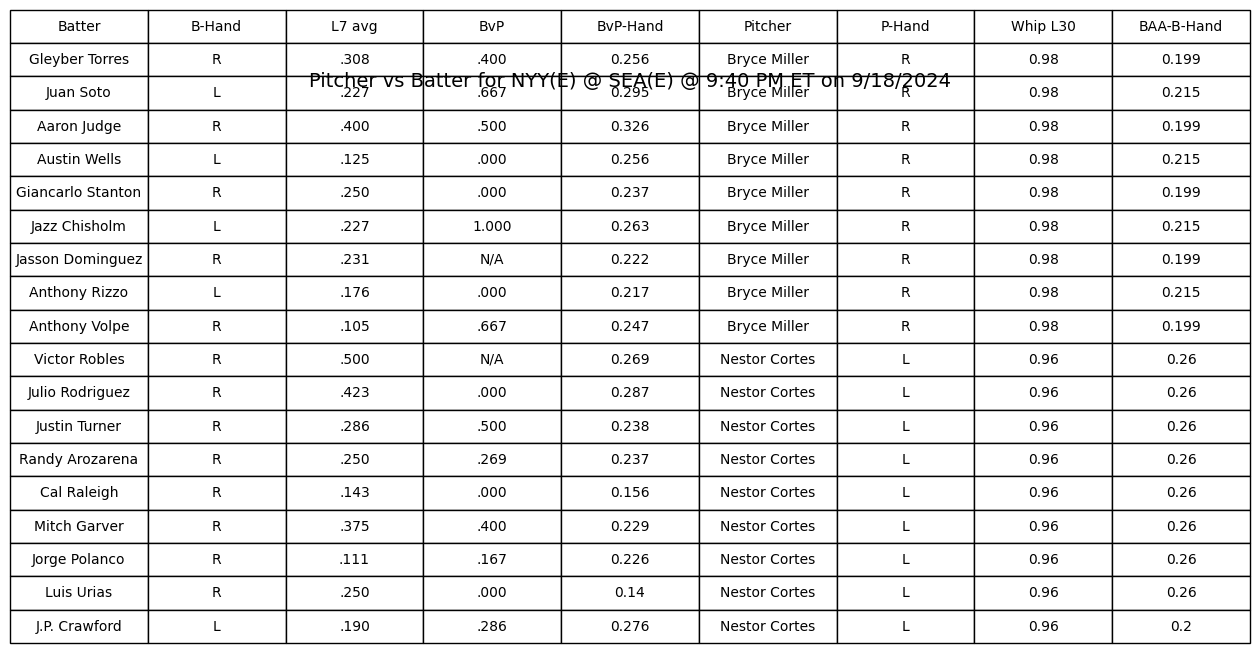 Batter B-Hand L7 avg BvP BvP-Hand Pitcher P-Hand Whip L30 BAA-B-Hand
Gleyber Torres R .308 .400 0.256 Bryce Miller R 0.98 0.199
Pitcher vs Batter for NYY(E) @ SEA(E) @ 9:40 PM ET on 9/18/2024
Juan Soto L .227 .667 0.295 Bryce Miller R 0.98 0.215
Aaron Judge R .400 .500 0.326 Bryce Miller R 0.98 0.199
Austin Wells L .125 .000 0.256 Bryce Miller R 0.98 0.215
Giancarlo Stanton R .250 .000 0.237 Bryce Miller R 0.98 0.199
Jazz Chisholm L .227 1.000 0.263 Bryce Miller R 0.98 0.215
Jasson Dominguez R .231 N/A 0.222 Bryce Miller R 0.98 0.199
Anthony Rizzo L .176 .000 0.217 Bryce Miller R 0.98 0.215
Anthony Volpe R .105 .667 0.247 Bryce Miller R 0.98 0.199
Victor Robles R .500 N/A 0.269 Nestor Cortes L 0.96 0.26
Julio Rodriguez R .423 .000 0.287 Nestor Cortes L 0.96 0.26
Justin Turner R .286 .500 0.238 Nestor Cortes L 0.96 0.26
Randy Arozarena R .250 .269 0.237 Nestor Cortes L 0.96 0.26
Cal Raleigh R .143 .000 0.156 Nestor Cortes L 0.96 0.26
Mitch Garver R .375 .400 0.229 Nestor Cortes L 0.96 0.26
Jorge Polanco R .111 .167 0.226 Nestor Cortes L 0.96 0.26
Luis Urias R .250 .000 0.14 Nestor Cortes L 0.96 0.26
J.P. Crawford L .190 .286 0.276 Nestor Cortes L 0.96 0.2